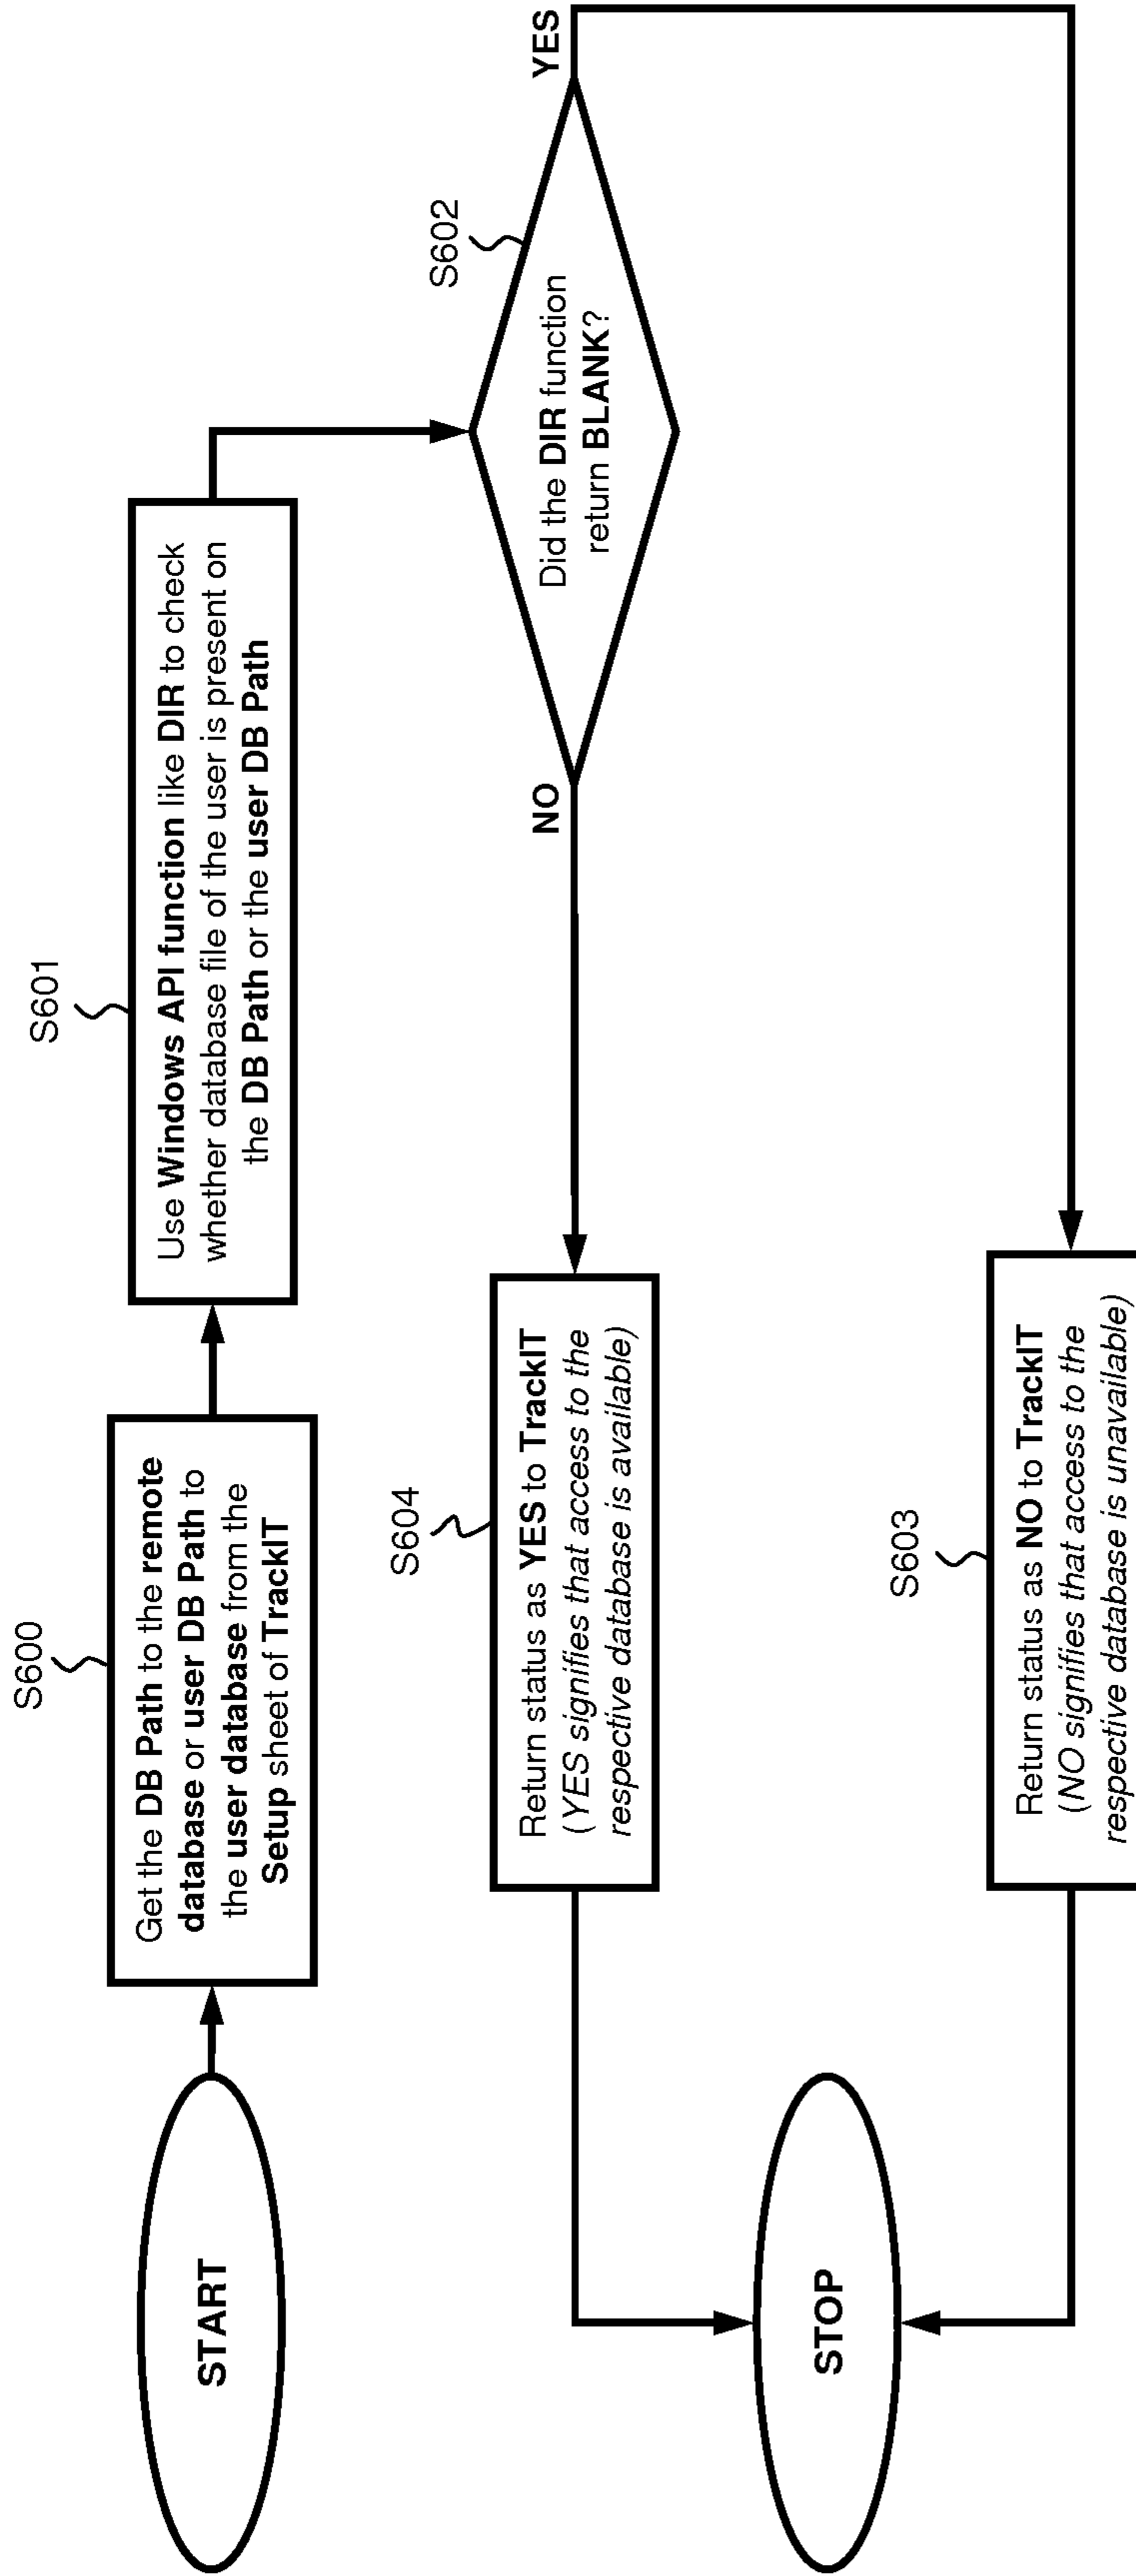 START
S600
Get the DB Path to the remote
database or user DB Path to
the user database from the
Setup sheet of TrackIT
S601
Use Windows API function like DIR to check
whether database file of the user is present on
the DB Path or the user DB Path
S602
Did the DIR function
return BLANK?
NO
YES
S604
Return status as YES to TrackIT
(YES signifies that access to the
respective database is available)
S603
Return status as NO to TrackIT
(NO signifies that access to the
respective database is unavailable)
STOP